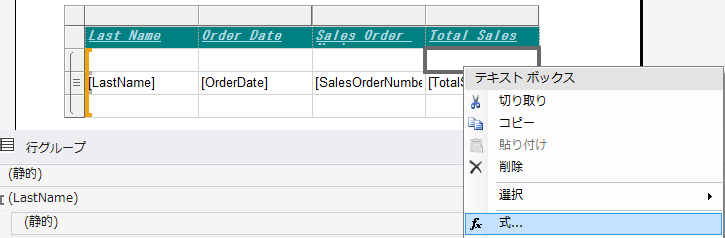 Last Name Order Date Sales Order Total Sales
[LastName] [OrderDate] [SalesOrderNumbe [TotalS
テキスト ボックス
切り取り
コピー
貼り付け
削除
選択
fx 式...
行グループ
(静的)
(LastName)
(静的)